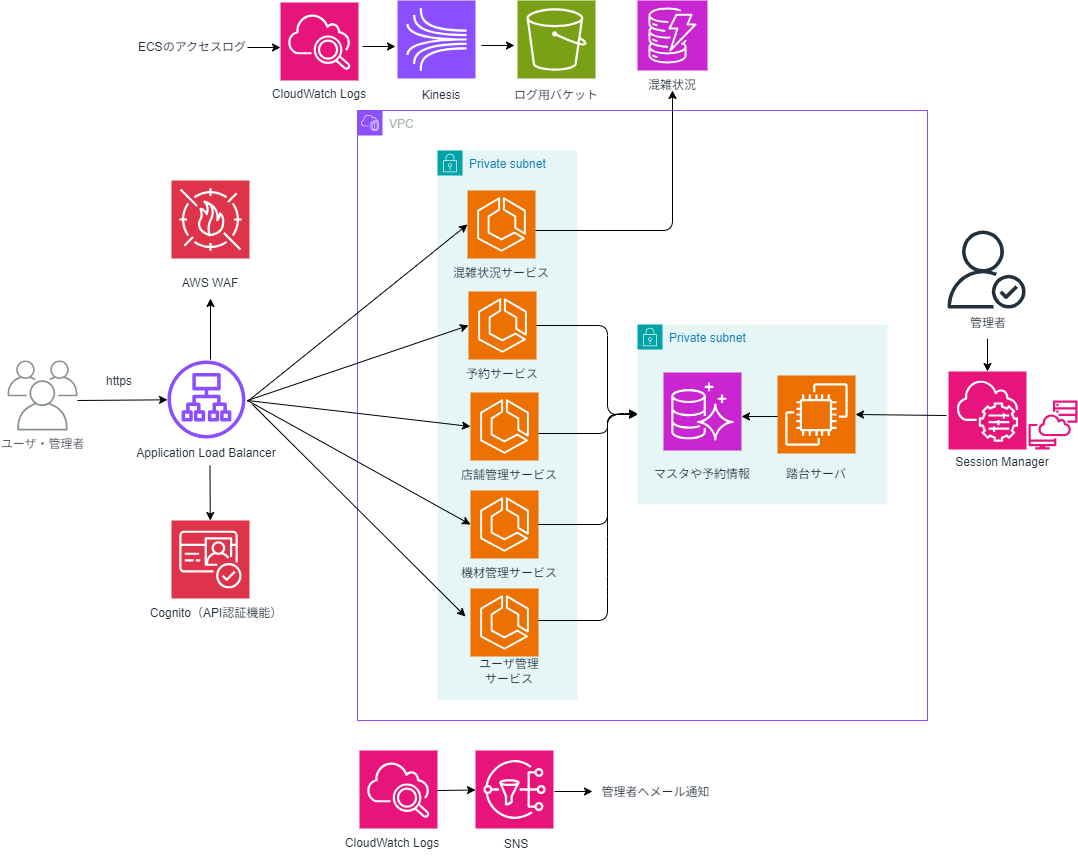 ECSのアクセスログ
CloudWatch Logs
Kinesis
ログ用バケット
混雑状況
VPC
Private subnet
混雑状況サービス
予約サービス
店舗管理サービス
機材管理サービス
ユーザ管理
サービス
AWS WAF
https
ユーザ・管理者
Application Load Balancer
Cognito（API認証機能）
Private subnet
マスタや予約情報
踏台サーバ
管理者
Session Manager
CloudWatch Logs
SNS
管理者へメール通知